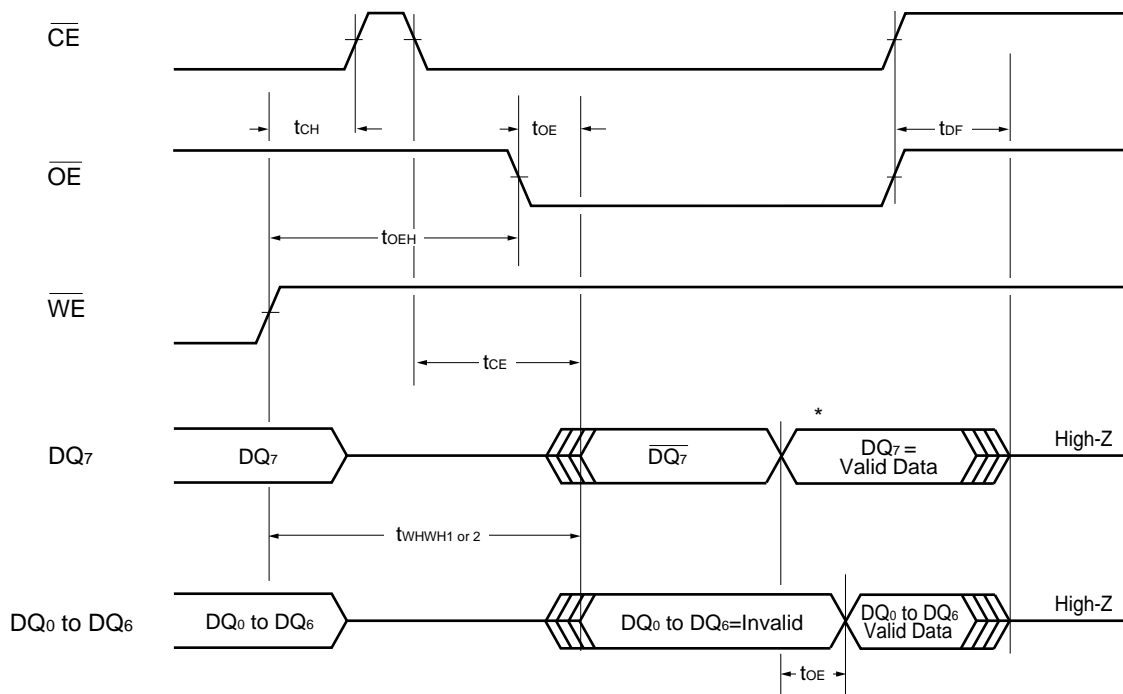 CE
tCH
tOE
tDF
OE
tOEH
WE
tCE
*
DQ7
DQ7
DQ7
DQ7 =
Valid Data
High-Z
tWHWH1 or 2
DQ0 to DQ6
DQ0 to DQ6
DQ0 to DQ6=Invalid
DQ0 to DQ6
Valid Data
High-Z
tOE